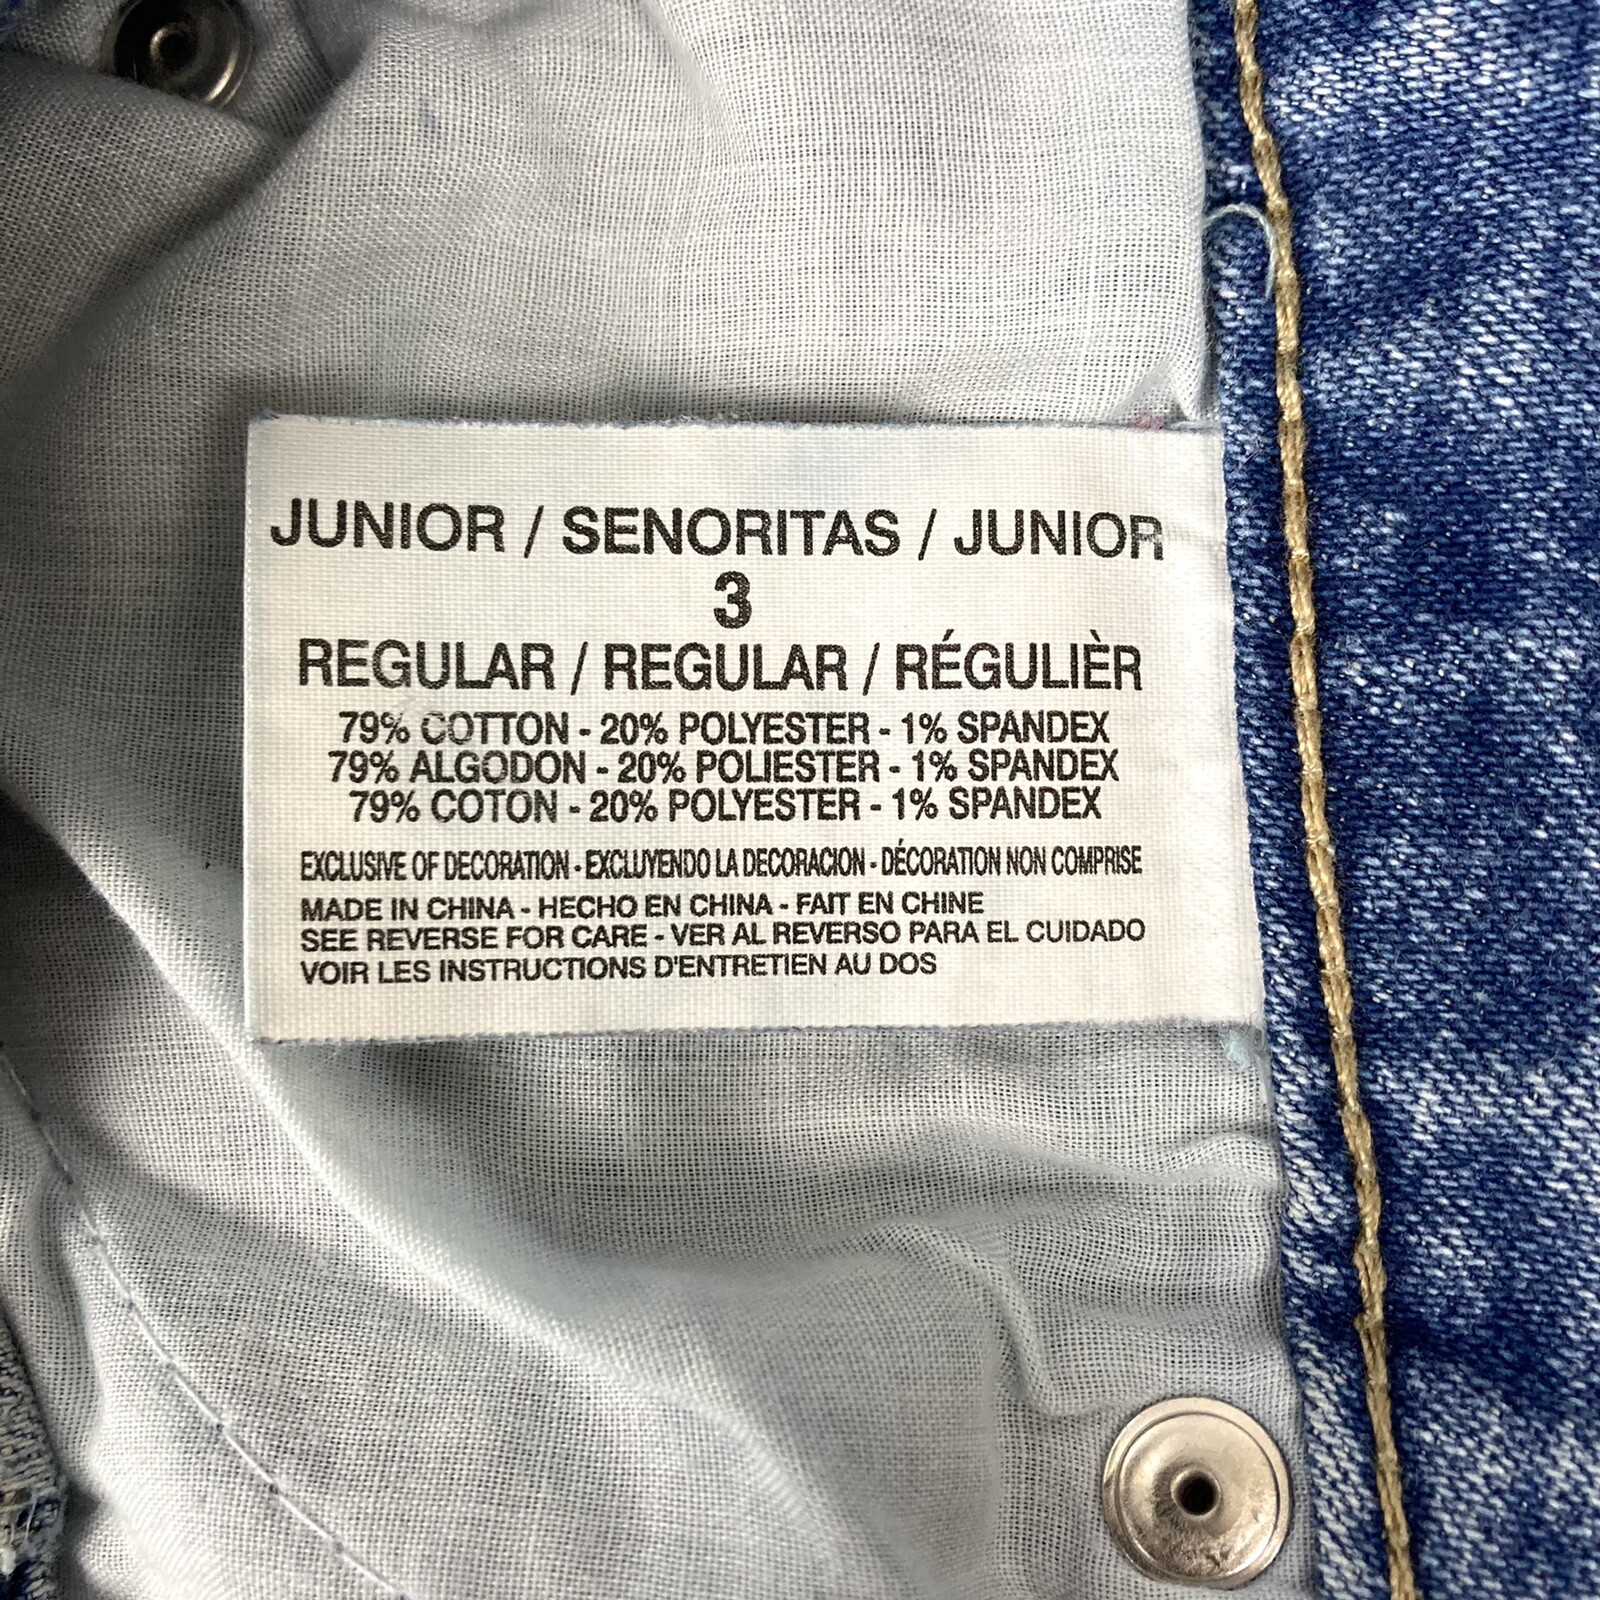 JUNIOR / SENORITAS / JUNIOR
3
REGULAR / REGULAR / RÉGULIÈR
79% COTTON - 20% POLYESTER - 1% SPANDEX
79% ALGODON - 20% POLIESTER - 1% SPANDEX
79% COTON - 20% POLYESTER - 1% SPANDEX
EXCLUSIVE OF DECORATION - EXCLUYENDO LA DECORACION - DÉCORATION NON COMPRISE
MADE IN CHINA - HECHO EN CHINA - FAIT EN CHINE
SEE REVERSE FOR CARE - VER AL REVERSO PARA EL CUIDADO
VOIR LES INSTRUCTIONS D'ENTRETIEN AU DOS